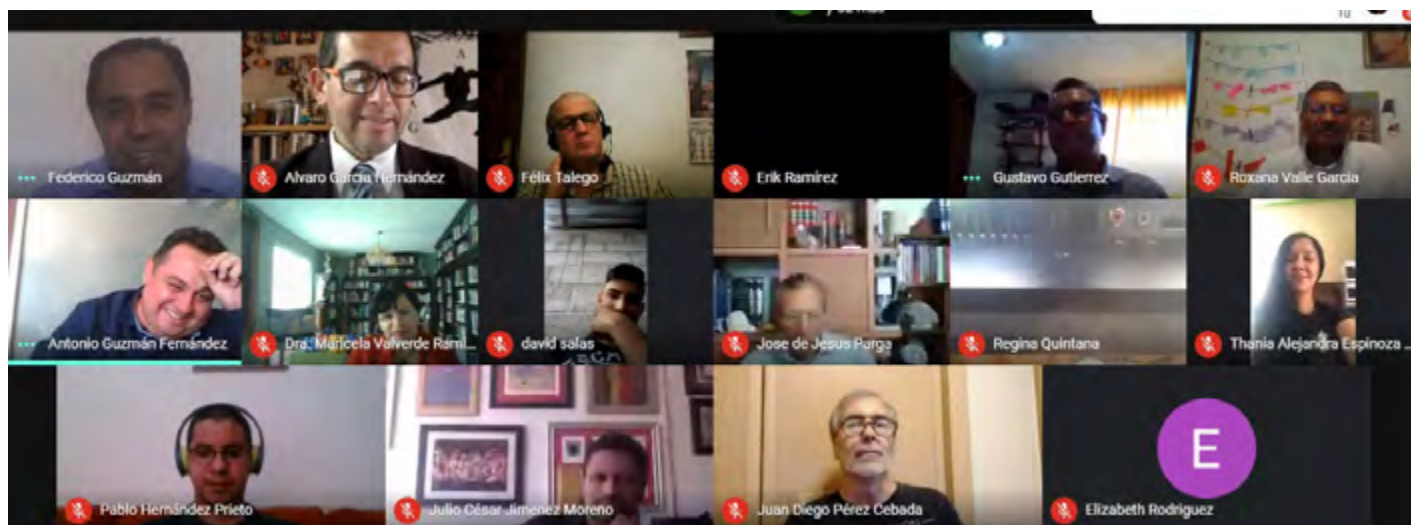 Federico Guzmán
Alvaro García Hernández
Félix Talego
Erik Ramírez
Gustavo Gutierrez
Roxana Valle García
Antonio Guzmán Fernández
Dra. Maricela Valverde Rami...
david salas
Jose de Jesus Parga
Regina Quintana
Thania Alejandra Espinoza ...
Pablo Hernández Prieto
Julio César Jimenez Moreno
Juan Diego Pérez Cebada
E
Elizabeth Rodriguez